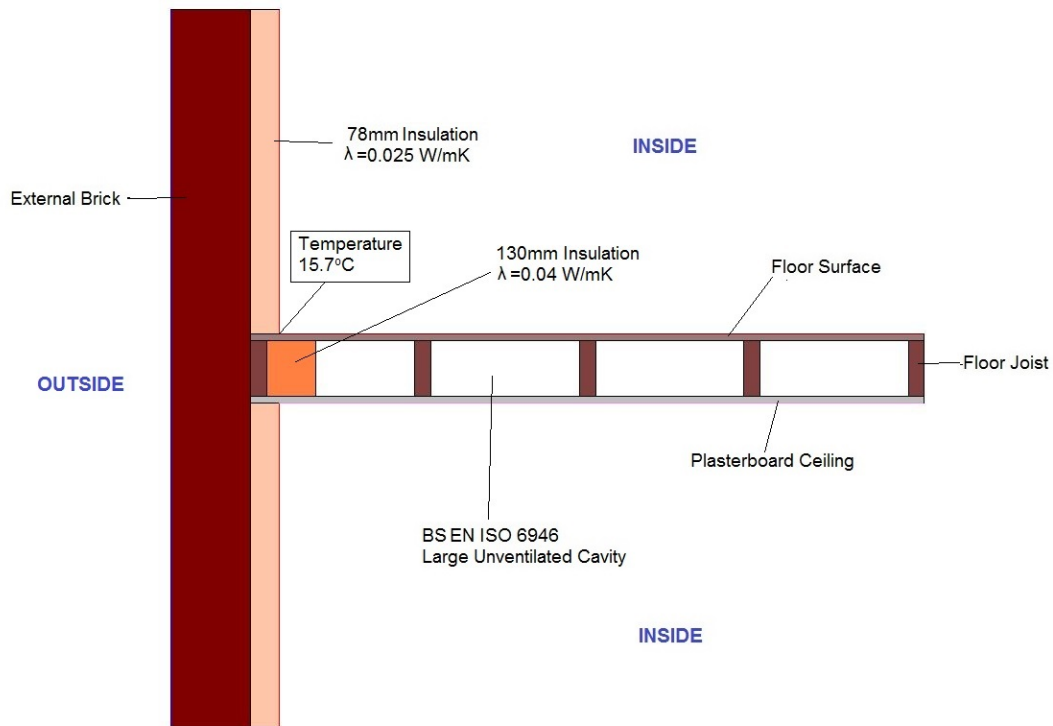 78mm Insulation
λ =0.025 W/mK
INSIDE
External Brick
Temperature
15.7⁰C
130mm Insulation
λ =0.04 W/mK
Floor Surface
OUTSIDE
Floor Joist
Plasterboard Ceiling
BS EN ISO 6946
Large Unventilated Cavity
INSIDE